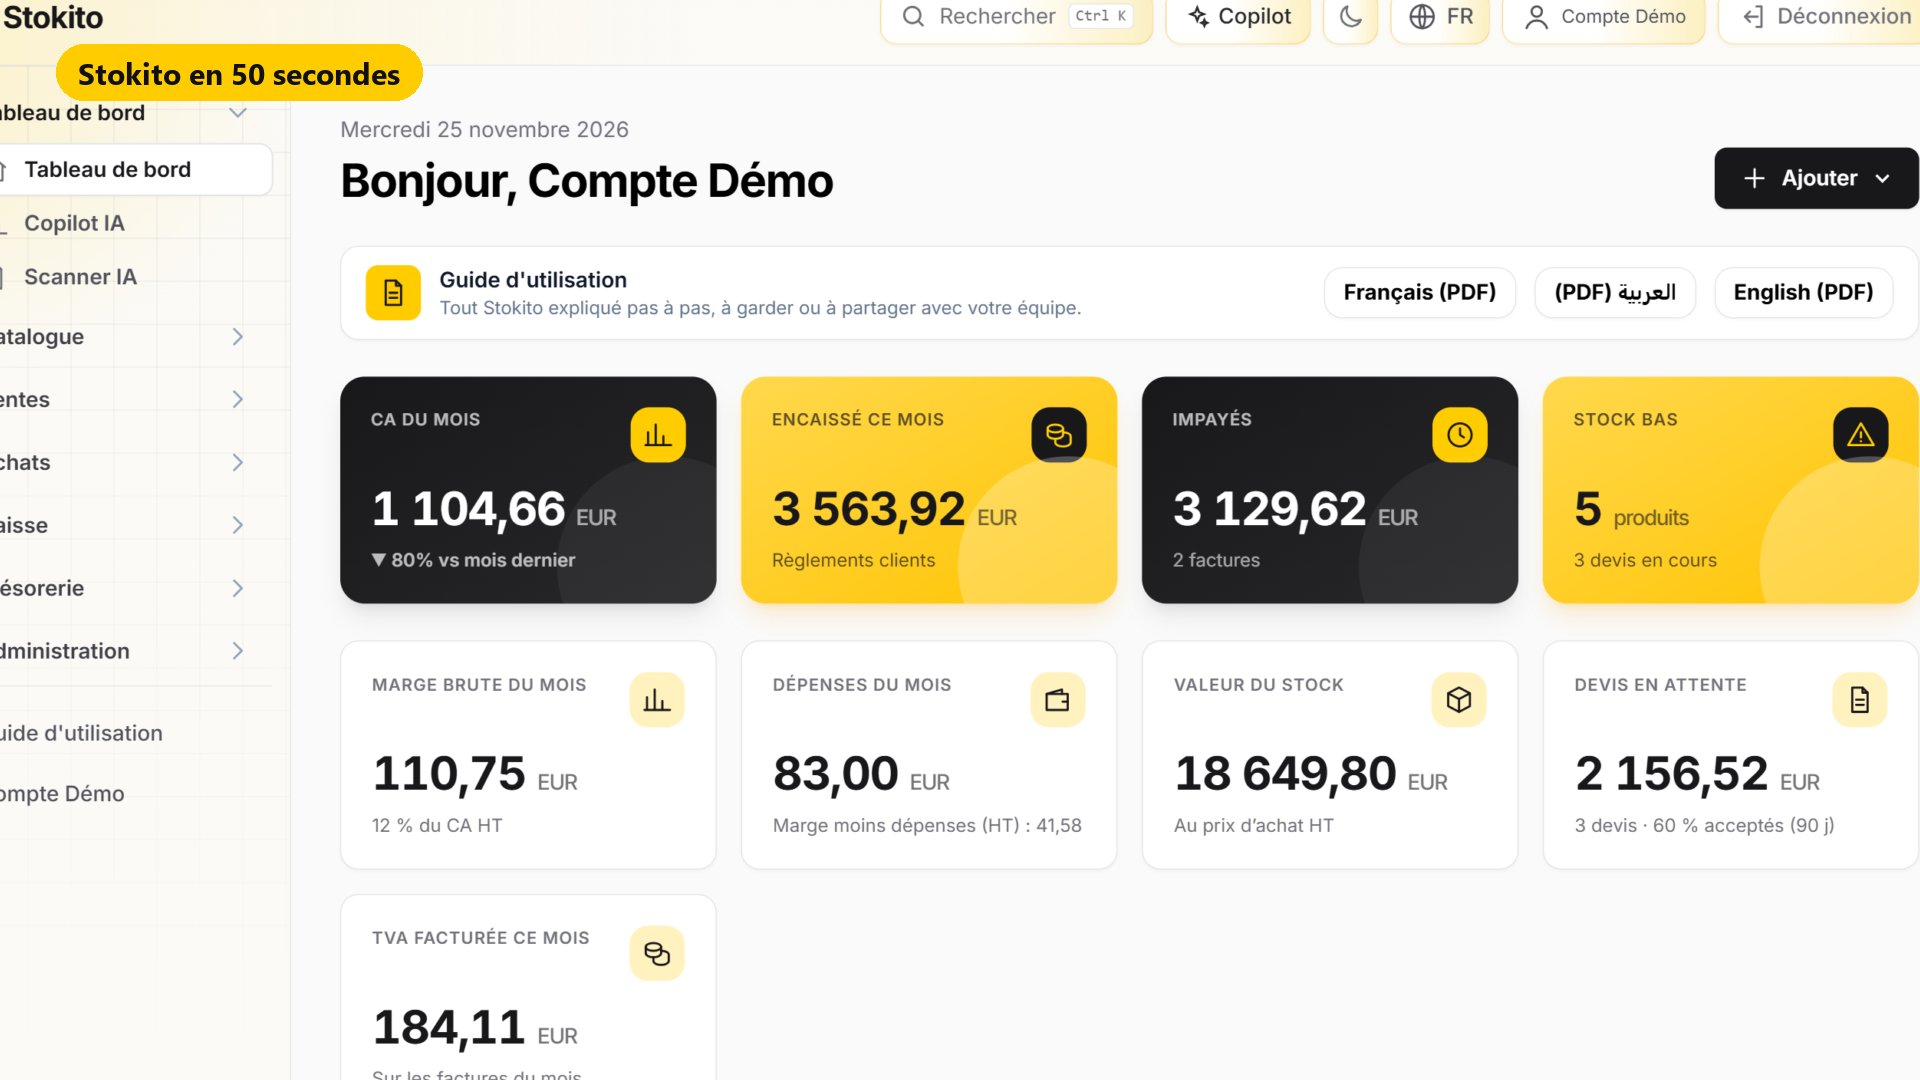 Stokito
Rechercher Ctrl K
Copilot
FR
Compte Démo
Déconnexion
Stokito en 50 secondes
ableau de bord
Tableau de bord
Copilot IA
Scanner IA
atalogue
entes
chats
aisse
ésorerie
dministration
uide d'utilisation
ompte Démo
Mercredi 25 novembre 2026
Bonjour, Compte Démo
+ Ajouter
Guide d'utilisation
Tout Stokito expliqué pas à pas, à garder ou à partager avec votre équipe.
Français (PDF)
العربية (PDF)
English (PDF)
CA DU MOIS
1 104,66 EUR
▼ 80% vs mois dernier
ENCAISSÉ CE MOIS
3 563,92 EUR
Règlements clients
IMPAYÉS
3 129,62 EUR
2 factures
STOCK BAS
5 produits
3 devis en cours
MARGE BRUTE DU MOIS
110,75 EUR
12 % du CA HT
DÉPENSES DU MOIS
83,00 EUR
Marge moins dépenses (HT) : 41,58
VALEUR DU STOCK
18 649,80 EUR
Au prix d’achat HT
DEVIS EN ATTENTE
2 156,52 EUR
3 devis · 60 % acceptés (90 j)
TVA FACTURÉE CE MOIS
184,11 EUR
Sur les factures du mois